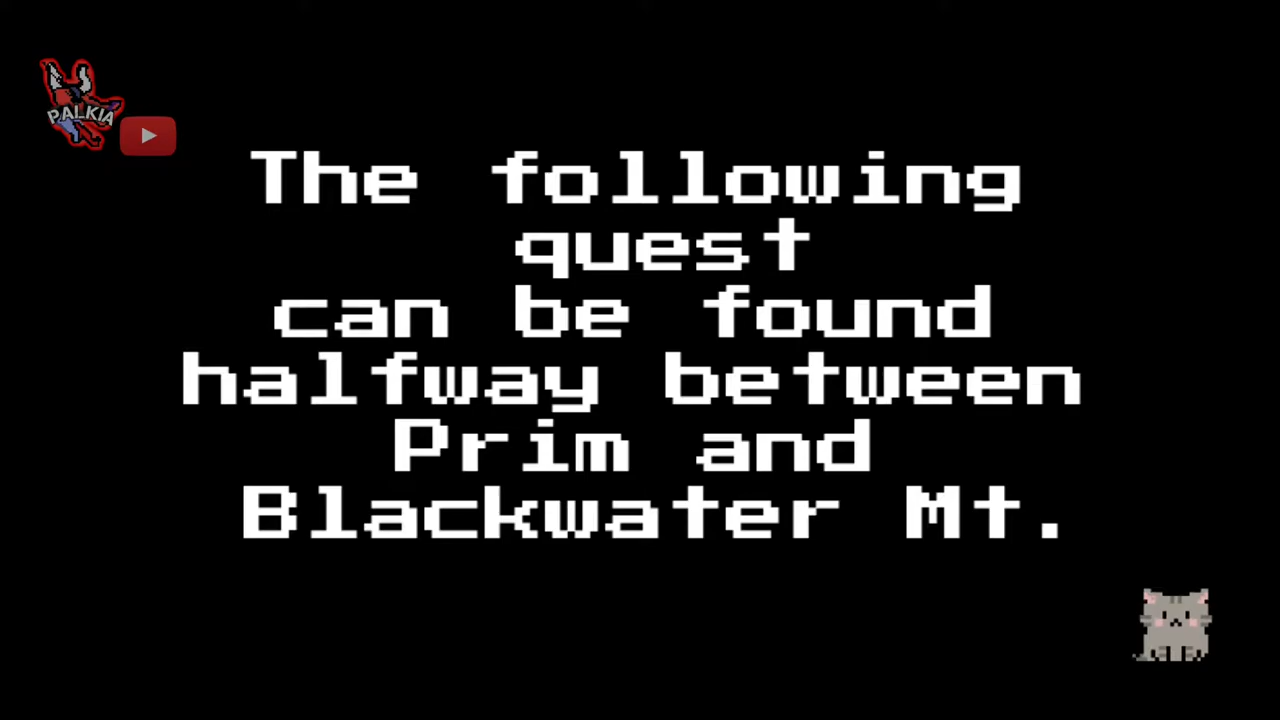 PALKIA
The following
quest
can be found
halfway between
Prim and
Blackwater Mt.